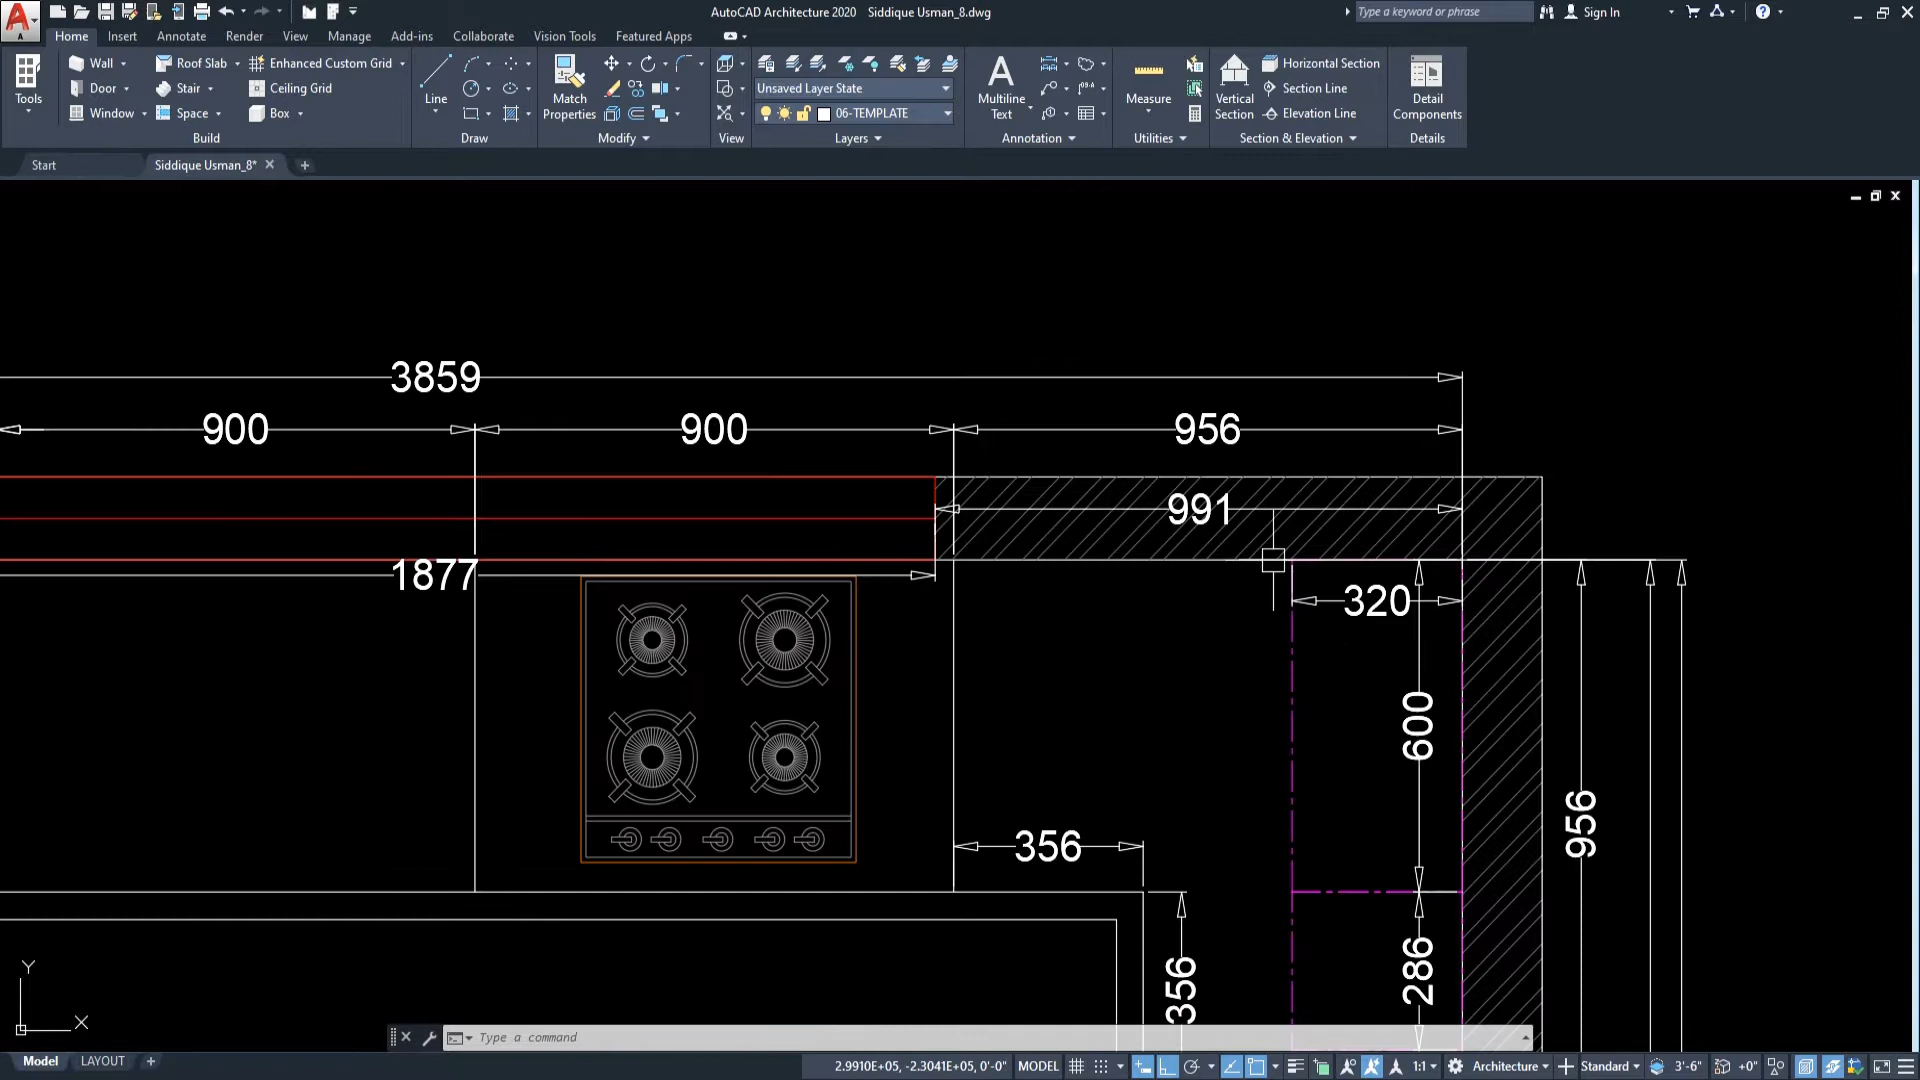 AutoCAD Architecture 2020 Siddique Usman_8.dwg
Type a keyword or phrase
Sign In
Home Insert Annotate Render View Manage Add-ins Collaborate Vision Tools Featured Apps
Tools
Wall
Door
Window
Roof Slab
Stair
Space
Enhanced Custom Grid
Ceiling Grid
Box
Build
Line
Draw
Match
Properties
Modify
View
Unsaved Layer State
06-TEMPLATE
Layers
Multiline
Text
Annotation
Measure
Utilities
Vertical
Section
Horizontal Section
Section Line
Elevation Line
Section & Elevation
Detail
Components
Details
Start
Siddique Usman_8*
3859
900 900 956
991
1877
320
600
956
356
286
356
Y
X
Type a command
Model LAYOUT
2.9910E+05, -2.3041E+05, 0'-0" MODEL
1:1 Architecture Standard 3'-6" +0"